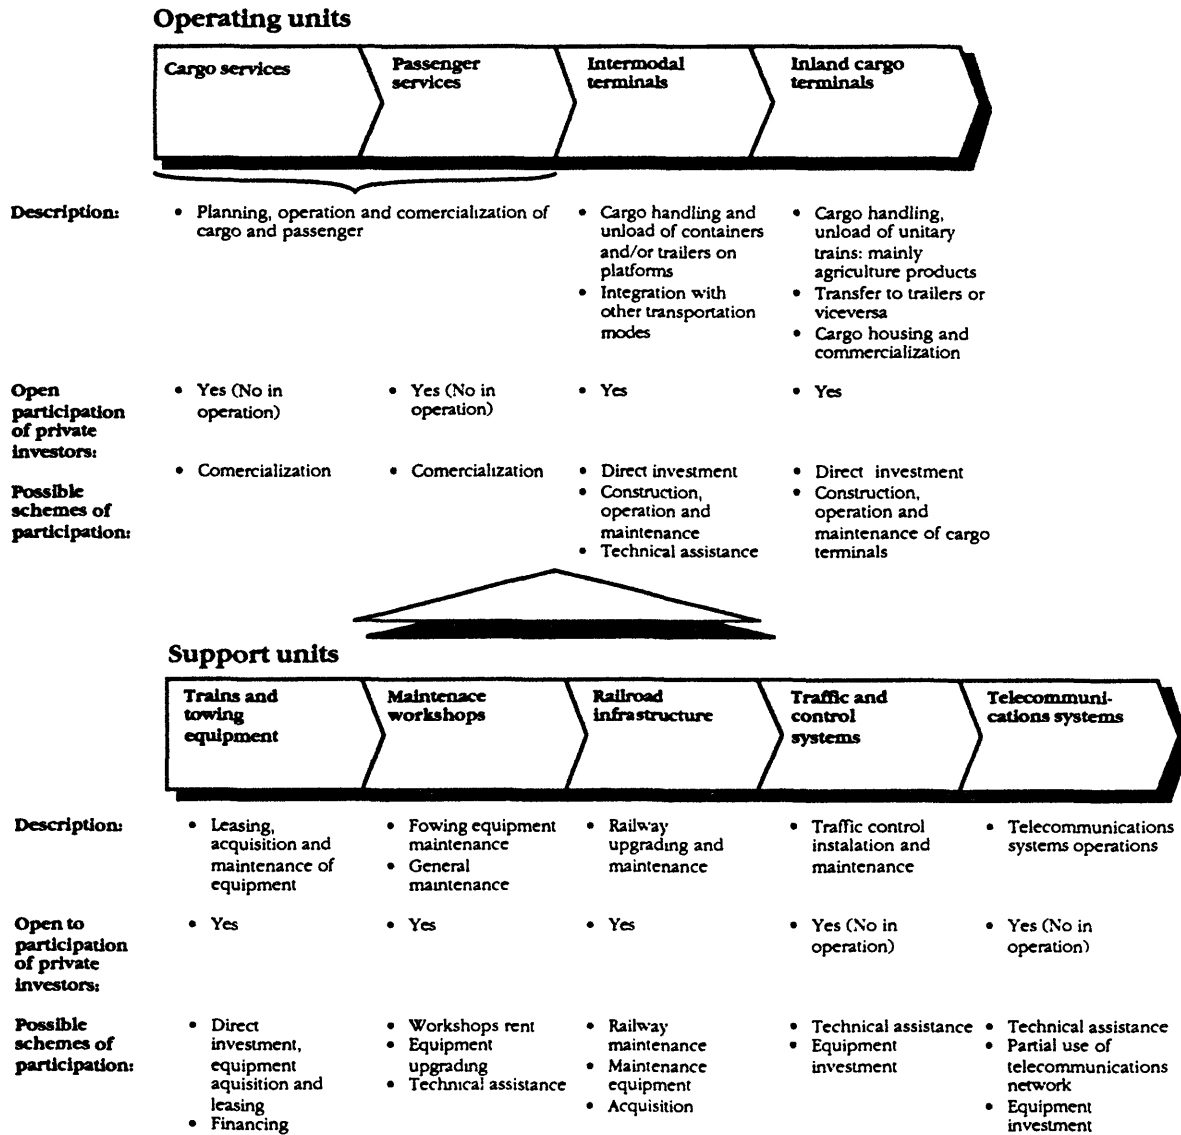 Operating units
Cargo services
Passenger
services
Intermodal
terminals
Inland cargo
terminals
Description:
• Planning, operation and comercialization of
cargo and passenger
• Cargo handling and
unload of containers
and/or trailers on
platforms
• Integration with
other transportation
modes
• Cargo handling,
unload of unitary
trains: mainly
agriculture products
• Transfer to trailers or
viceversa
• Cargo housing and
commercialization
Open
participation
of private
investors:
• Yes (No in
operation)
• Yes (No in
operation)
• Yes
• Yes
Possible
schemes of
participation:
• Comercialization
• Comercialization
• Direct investment
• Construction,
operation and
maintenance
• Technical assistance
• Direct investment
• Construction,
operation and
maintenance of cargo
terminals
Support units
Trains and
towing
equipment
Maintenace
workshops
Railroad
infrastructure
Traffic and
control
systems
Telecommuni-
cations systems
Description:
• Leasing,
acquisition and
maintenance of
equipment
• Fowing equipment
maintenance
• General
maintenance
• Railway
upgrading and
maintenance
• Traffic control
instalation and
maintenance
• Telecommunications
systems operations
Open to
participation
of private
investors:
• Yes
• Yes
• Yes
• Yes (No in
operation)
• Yes (No in
operation)
Possible
schemes of
participation:
• Direct
investment,
equipment
aquisition and
leasing
• Financing
• Workshops rent
• Equipment
upgrading
• Technical assistance
• Railway
maintenance
• Maintenance
equipment
• Acquisition
• Technical assistance
• Equipment
investment
• Technical assistance
• Partial use of
telecommunications
network
• Equipment
investment